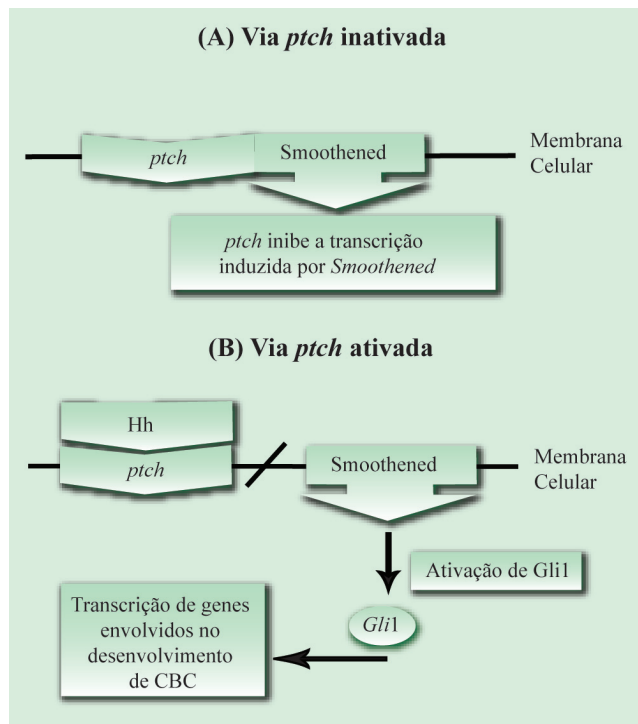 (A) Via ptch inativada
ptch
Smoothened
Membrana
Celular
ptch inibe a transcrição
induzida por Smoothened
(B) Via ptch ativada
Hh
ptch
Smoothened
Membrana
Celular
Ativação de Gli1
Gli1
Transcrição de genes
envolvidos no
desenvolvimento
de CBC